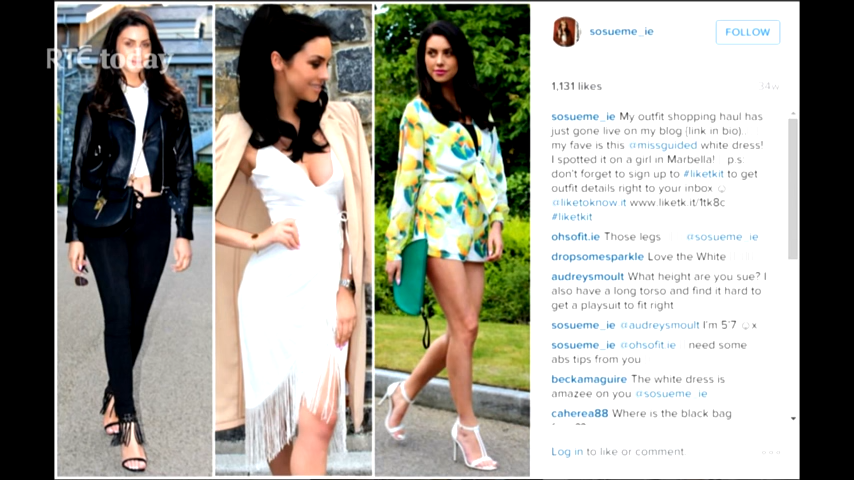 RTÉ today
sosueme_ie
FOLLOW
1,131 likes
14w
sosueme_ie My outfit shopping haul has
just gone live on my blog {link in bio}..
my fave is this @missguided white dress!
I spotted it on a girl in Marbella! p.s:
don't forget to sign up to #liketkit to get
outfit details right to your inbox
@liketoknow.it www.liketk.it/1tk8c
#liketkit
ohsofit.ie Those legs @sosueme_ie
dropsomesparkle Love the White
audreysmoult What height are you sue? I
also have a long torso and find it hard to
get a playsuit to fit right
sosueme_ie @audreysmoult I'm 5'7 x
sosueme_ie @ohsofit.ie need some
abs tips from you
beckamaguire The white dress is
amazee on you @sosueme_ie
caherea88 Where is the black bag
Log in to like or comment